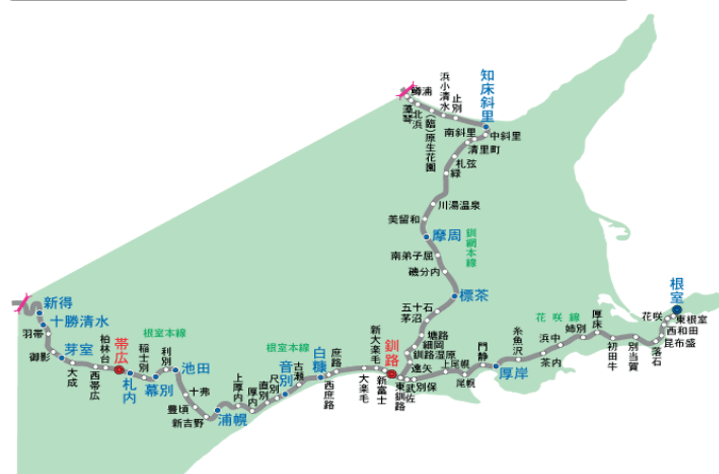 鱒浦
浜小清水
止別
知床斜里
藻琴
北浜
(臨)原生花園
南斜里
中斜里
清里町
札弦
緑
川湯温泉
美留和
摩周
釧網本線
南弟子屈
磯分内
標茶
五十石
茅沼
塘路
細岡
釧路湿原
遠矢
新得
十勝清水
羽帯
御影
芽室
大成
西帯広
柏林台
帯広
札内
稲士別
幕別
根室本線
利別
池田
十弗
豊頃
新吉野
浦幌
上厚内
厚内
直別
尺別
音別
古瀬
根室本線
白糠
西庶路
庶路
大楽毛
新大楽毛
新富士
釧路
東釧路
武佐
別保
上尾幌
尾幌
門静
厚岸
糸魚沢
茶内
浜中
花咲線
姉別
厚床
初田牛
別当賀
落石
昆布盛
西和田
花咲
東根室
根室